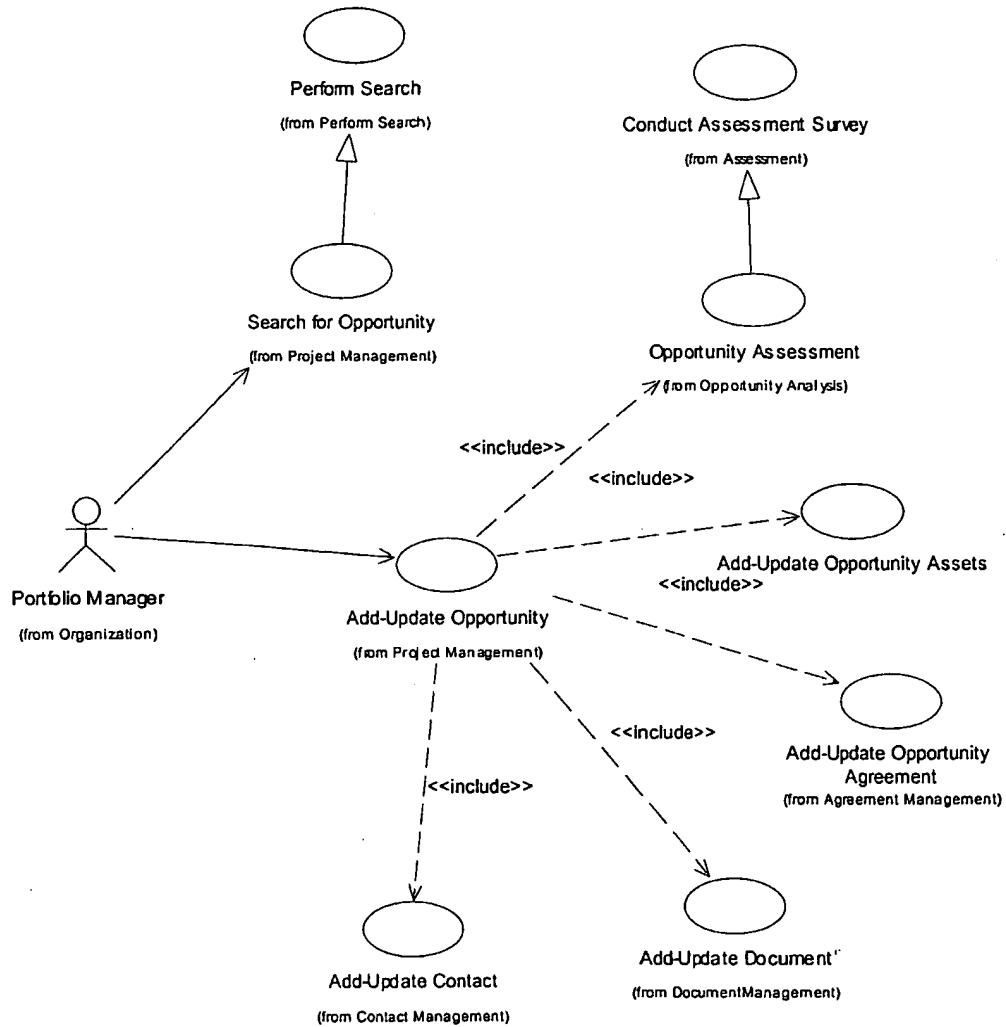 Perform Search
(from Perform Search)
Conduct Assessment Survey
(from Assessment)
Search for Opportunity
(from Project Management)
Opportunity Assessment
(from Opportunity Analysis)
<<include>>
<<include>>
Add-Update Opportunity Assets
<<include>>
Portfolio Manager
(from Organization)
Add-Update Opportunity
(from Project Management)
<<include>>
Add-Update Opportunity
Agreement
(from Agreement Management)
<<include>>
Add-Update Document
(from DocumentManagement)
Add-Update Contact
(from Contact Management)